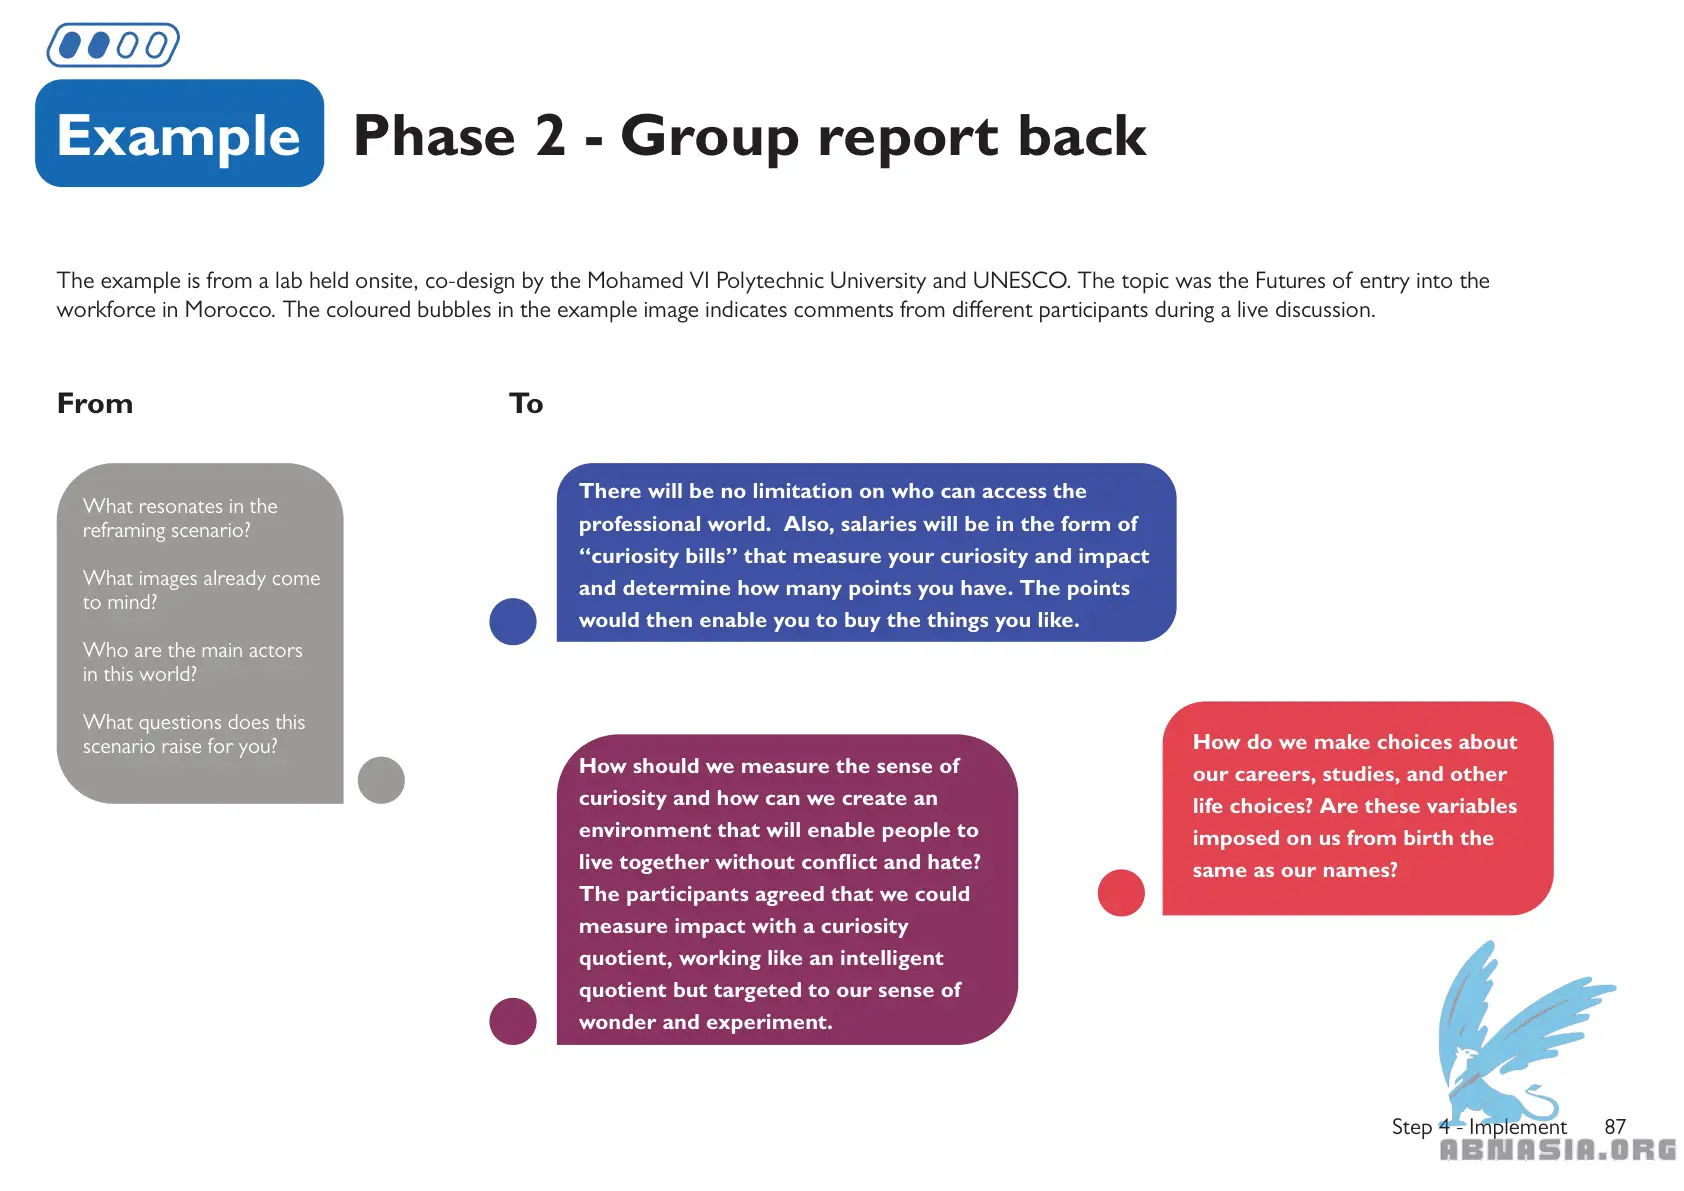 Example
Phase 2 - Group report back
The example is from a lab held onsite, co-design by the Mohamed VI Polytechnic University and UNESCO. The topic was the Futures of entry into the
workforce in Morocco. The coloured bubbles in the example image indicates comments from different participants during a live discussion.
From
To
What resonates in the
reframing scenario?
What images already come
to mind?
Who are the main actors
in this world?
What questions does this
scenario raise for you?
There will be no limitation on who can access the
professional world.  Also, salaries will be in the form of
“curiosity bills” that measure your curiosity and impact
and determine how many points you have. The points
would then enable you to buy the things you like.
How should we measure the sense of
curiosity and how can we create an
environment that will enable people to
live together without conflict and hate?
The participants agreed that we could
measure impact with a curiosity
quotient, working like an intelligent
quotient but targeted to our sense of
wonder and experiment.
How do we make choices about
our careers, studies, and other
life choices? Are these variables
imposed on us from birth the
same as our names?
Step 4 - Implement 87
ABNASIA.ORG